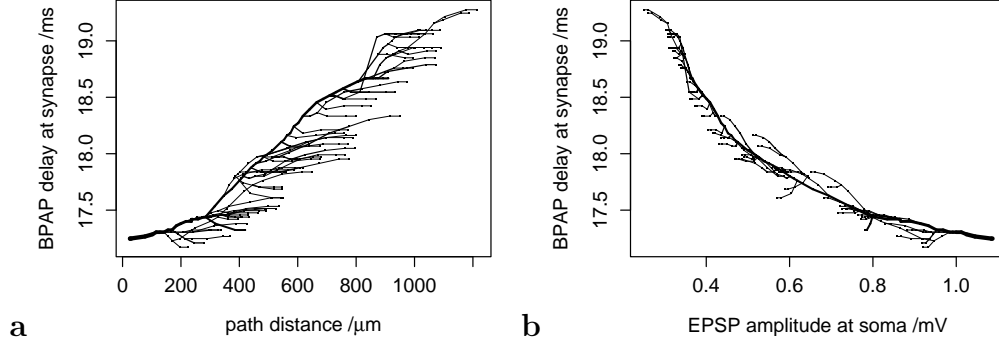 BPAP delay at synapse /ms
19.0
18.5
18.0
17.5
0 200 400 600 800 1000
path distance /μm
a
BPAP delay at synapse /ms
19.0
18.5
18.0
17.5
0.4 0.6 0.8 1.0
EPSP amplitude at soma /mV
b